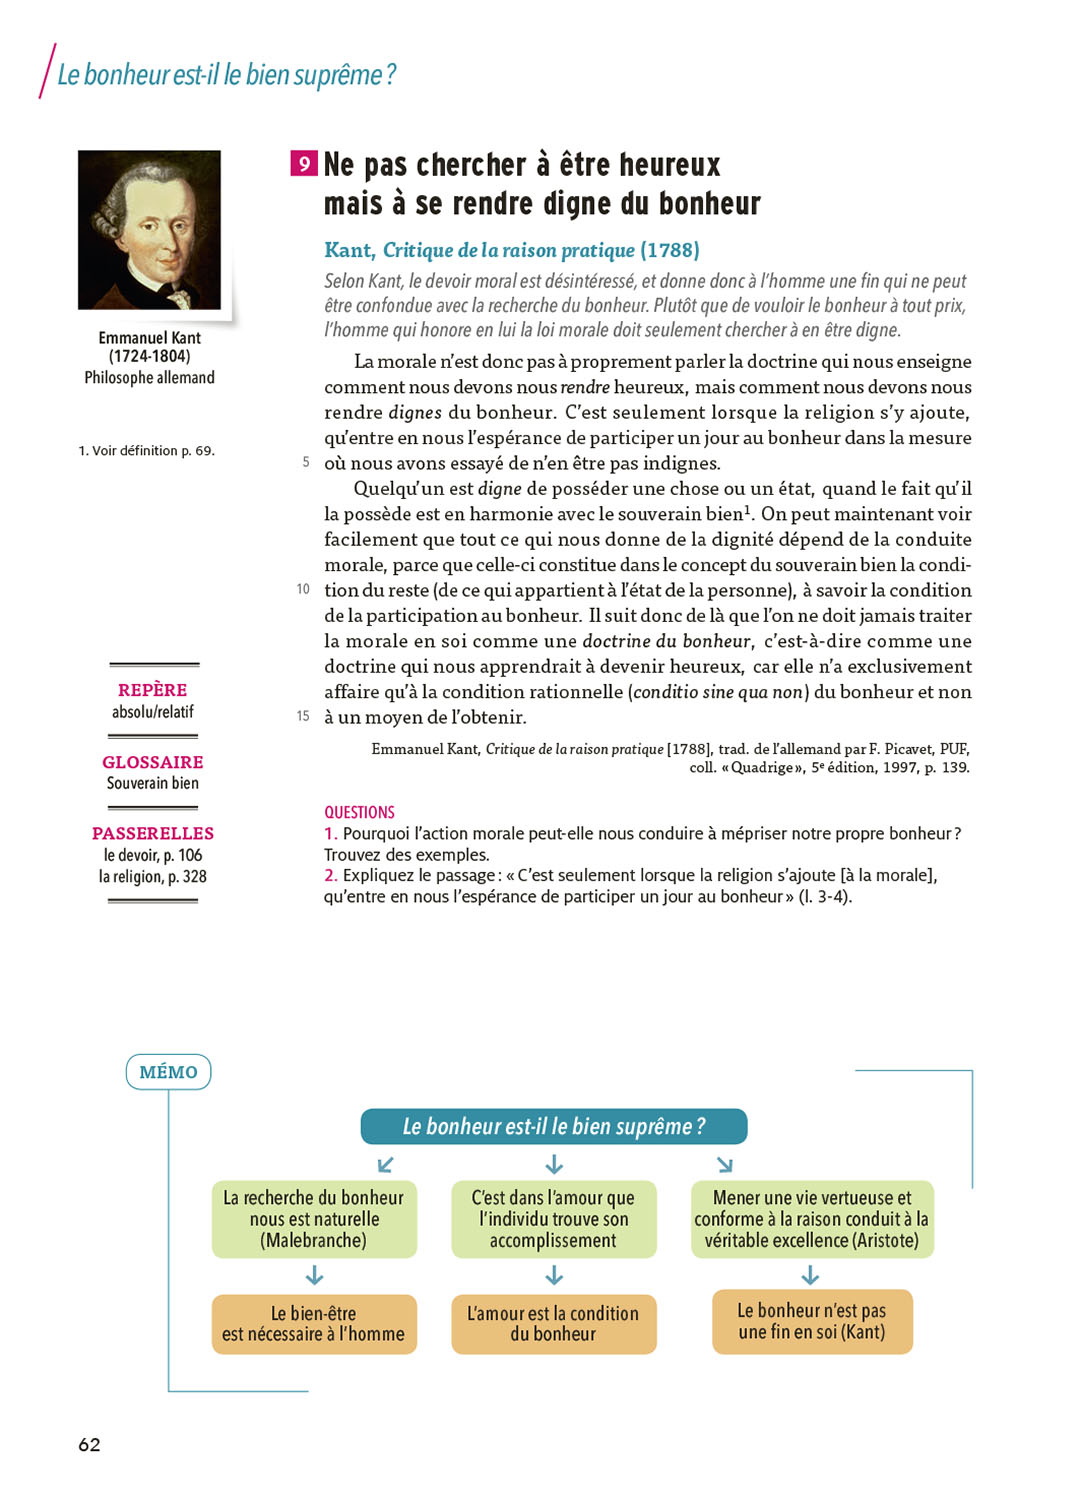 Le bonheur est-il le bien suprême ?
Emmanuel Kant
(1724-1804)
Philosophe allemand
1. Voir définition p. 69.
REPÈRE
absolu/relatif
GLOSSAIRE
Souverain bien
PASSERELLES
le devoir, p. 106
la religion, p. 328
9 Ne pas chercher à être heureux
mais à se rendre digne du bonheur
Kant, Critique de la raison pratique (1788)
Selon Kant, le devoir moral est désintéressé, et donne donc à l'homme une fin qui ne peut
être confondue avec la recherche du bonheur. Plutôt que de vouloir le bonheur à tout prix,
l'homme qui honore en lui la loi morale doit seulement chercher à en être digne.
La morale n'est donc pas à proprement parler la doctrine qui nous enseigne
comment nous devons nous rendre heureux, mais comment nous devons nous
rendre dignes du bonheur. C'est seulement lorsque la religion s'y ajoute,
qu'entre en nous l'espérance de participer un jour au bonheur dans la mesure
5 où nous avons essayé de n'en être pas indignes.
Quelqu'un est digne de posséder une chose ou un état, quand le fait qu'il
la possède est en harmonie avec le souverain bien1. On peut maintenant voir
facilement que tout ce qui nous donne de la dignité dépend de la conduite
morale, parce que celle-ci constitue dans le concept du souverain bien la condi-
10 tion du reste (de ce qui appartient à l'état de la personne), à savoir la condition
de la participation au bonheur. Il suit donc de là que l'on ne doit jamais traiter
la morale en soi comme une doctrine du bonheur, c'est-à-dire comme une
doctrine qui nous apprendrait à devenir heureux, car elle n'a exclusivement
affaire qu'à la condition rationnelle (conditio sine qua non) du bonheur et non
15 à un moyen de l'obtenir.
Emmanuel Kant, Critique de la raison pratique [1788], trad. de l'allemand par F. Picavet, PUF,
coll. « Quadrige », 5e édition, 1997, p. 139.
QUESTIONS
1. Pourquoi l'action morale peut-elle nous conduire à mépriser notre propre bonheur ?
Trouvez des exemples.
2. Expliquez le passage : « C'est seulement lorsque la religion s'ajoute [à la morale],
qu'entre en nous l'espérance de participer un jour au bonheur » (l. 3-4).
MÉMO
Le bonheur est-il le bien suprême ?
La recherche du bonheur
nous est naturelle
(Malebranche)
C'est dans l'amour que
l'individu trouve son
accomplissement
Mener une vie vertueuse et
conforme à la raison conduit à la
véritable excellence (Aristote)
Le bien-être
est nécessaire à l'homme
L'amour est la condition
du bonheur
Le bonheur n'est pas
une fin en soi (Kant)
62